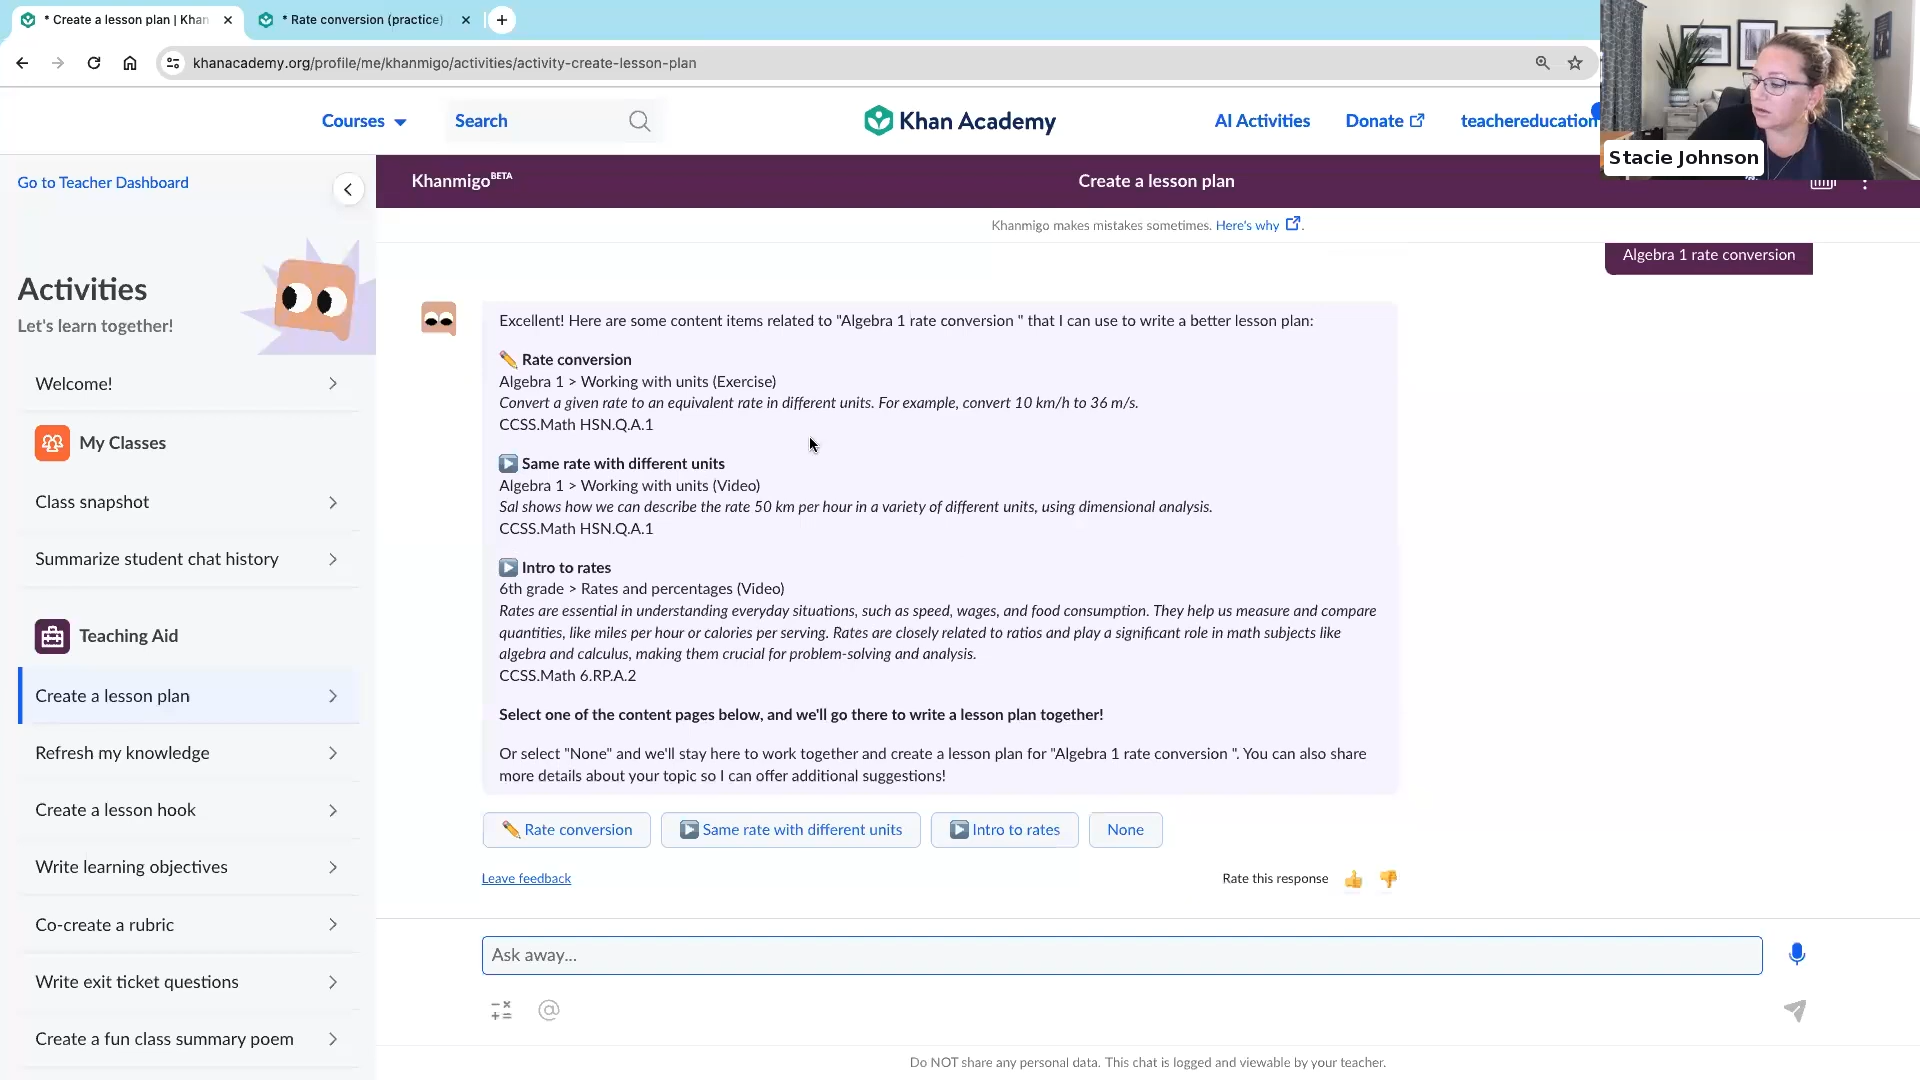 * Create a lesson plan | Khan
* Rate conversion (practice)
khanacademy.org/profile/me/khanmigo/activities/activity-create-lesson-plan
Courses
Search
Khan Academy
AI Activities
Donate
teachereducation
Stacie Johnson
Go to Teacher Dashboard
Khanmigo BETA
Create a lesson plan
Khanmigo makes mistakes sometimes. Here's why.
Activities
Let's learn together!
Welcome!
My Classes
Class snapshot
Summarize student chat history
Teaching Aid
Create a lesson plan
Refresh my knowledge
Create a lesson hook
Write learning objectives
Co-create a rubric
Write exit ticket questions
Create a fun class summary poem
Algebra 1 rate conversion
Excellent! Here are some content items related to "Algebra 1 rate conversion " that I can use to write a better lesson plan:
✏️ Rate conversion
Algebra 1 > Working with units (Exercise)
Convert a given rate to an equivalent rate in different units. For example, convert 10 km/h to 36 m/s.
CCSS.Math HSN.Q.A.1
▶️ Same rate with different units
Algebra 1 > Working with units (Video)
Sal shows how we can describe the rate 50 km per hour in a variety of different units, using dimensional analysis.
CCSS.Math HSN.Q.A.1
▶️ Intro to rates
6th grade > Rates and percentages (Video)
Rates are essential in understanding everyday situations, such as speed, wages, and food consumption. They help us measure and compare
quantities, like miles per hour or calories per serving. Rates are closely related to ratios and play a significant role in math subjects like
algebra and calculus, making them crucial for problem-solving and analysis.
CCSS.Math 6.RP.A.2
Select one of the content pages below, and we'll go there to write a lesson plan together!
Or select "None" and we'll stay here to work together and create a lesson plan for "Algebra 1 rate conversion ". You can also share
more details about your topic so I can offer additional suggestions!
✏️ Rate conversion
▶️ Same rate with different units
▶️ Intro to rates
None
Leave feedback
Rate this response 👍 👎
Ask away...
Do NOT share any personal data. This chat is logged and viewable by your teacher.